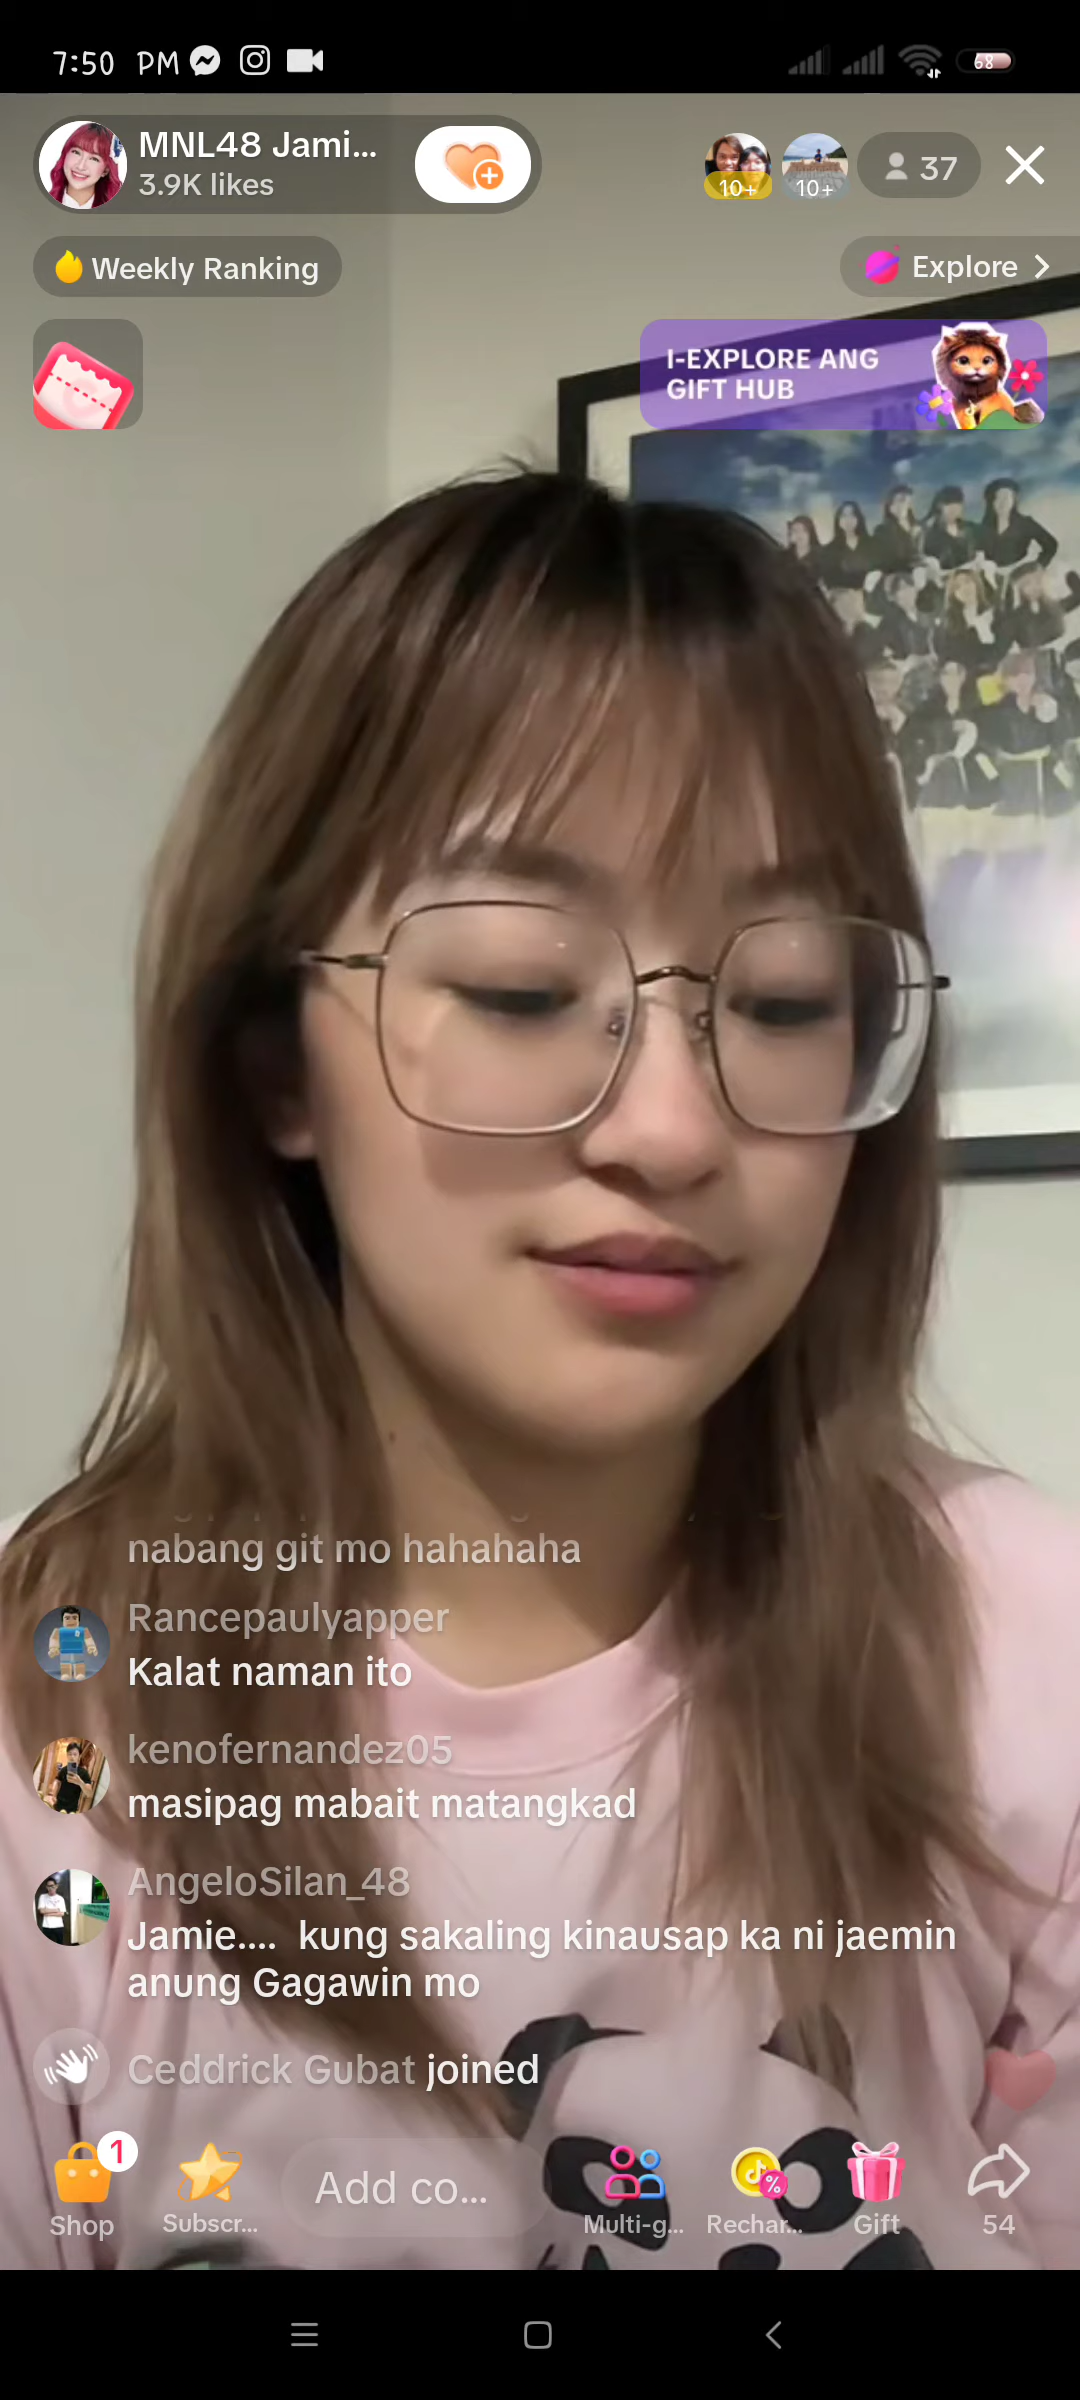 7:50 PM
68
MNL48 Jami...
3.9K likes
10+
10+
37
Weekly Ranking
Explore
I-EXPLORE ANG
GIFT HUB
nabang git mo hahahaha
Rancepaulyapper
Kalat naman ito
kenofernandez05
masipag mabait matangkad
AngeloSilan_48
Jamie.... kung sakaling kinausap ka ni jaemin
anung Gagawin mo
Ceddrick Gubat joined
1
Add co...
Shop
Subscr...
Multi-g...
Rechar...
Gift
54